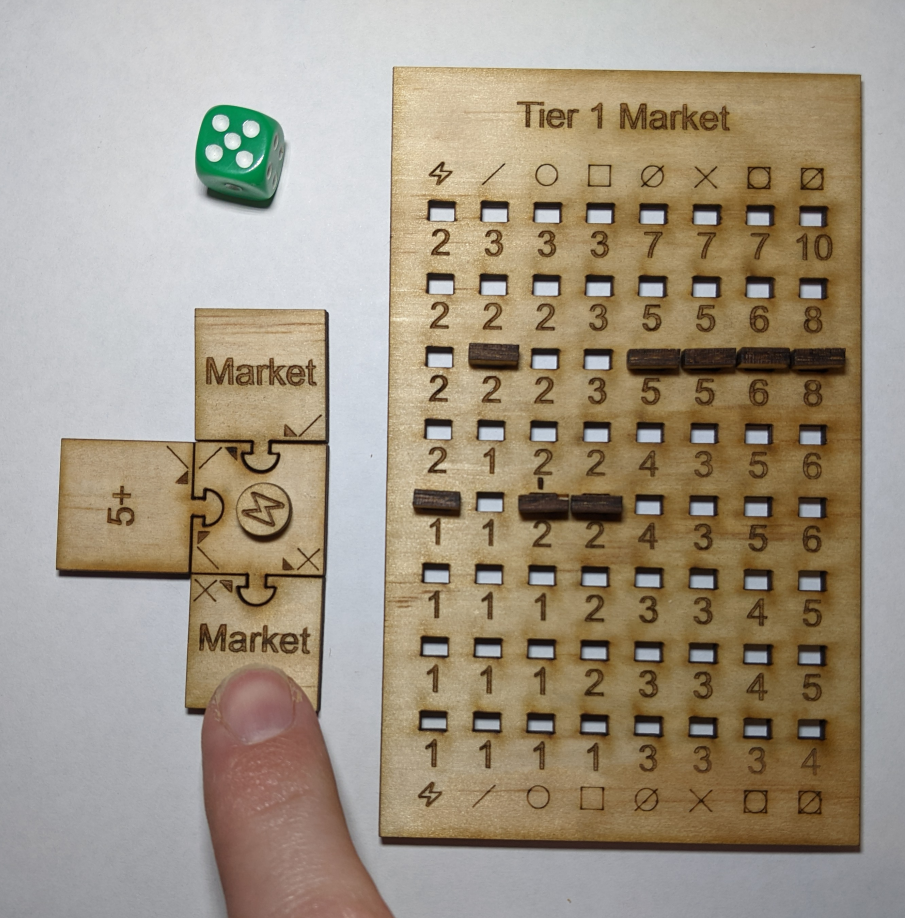 Tier 1 Market
2 3 3 3 7 7 7 10
2 2 2 3 5 5 6 8
2 2 2 3 5 5 6 8
2 1 2 2 4 3 5 6
1 1 2 2 4 3 5 6
1 1 1 2 3 3 4 5
1 1 1 2 3 3 4 5
1 1 1 1 3 3 3 4
Market
5+
Market